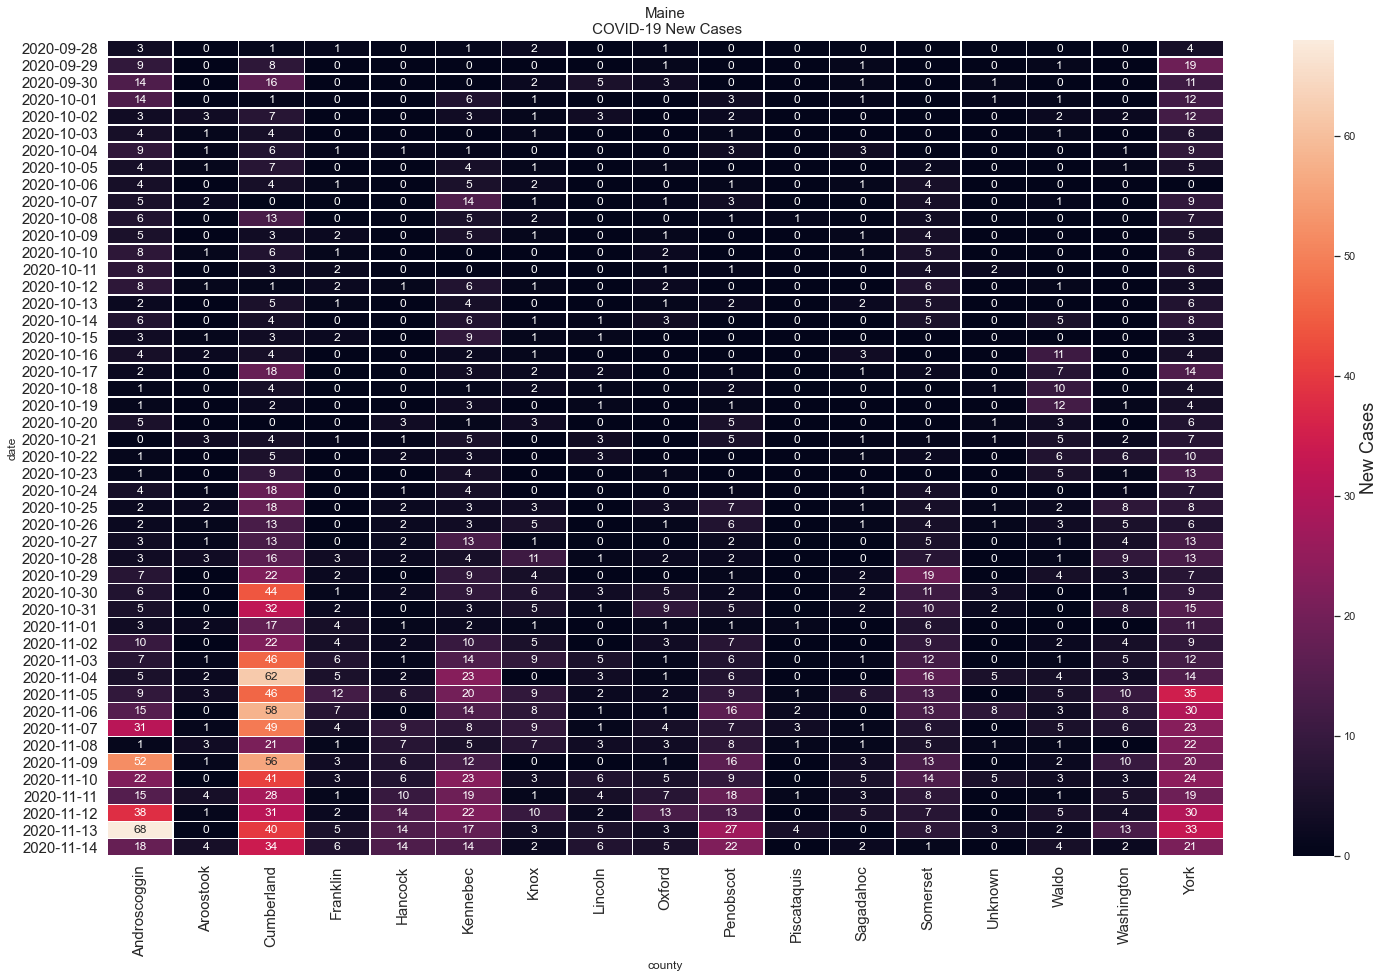 Maine
COVID-19 New Cases
2020-09-28 3 0 1 1 0 1 2 0 1 0 0 0 0 0 0 0 4
2020-09-29 9 0 8 0 0 0 0 0 1 0 0 1 0 0 1 0 19
2020-09-30 14 0 16 0 0 0 2 5 3 0 0 1 0 1 0 0 11
2020-10-01 14 0 1 0 0 6 1 0 0 3 0 1 0 1 1 0 12
2020-10-02 3 3 7 0 0 3 1 3 0 2 0 0 0 0 2 2 12
2020-10-03 4 1 4 0 0 0 1 0 0 1 0 0 0 0 1 0 6
2020-10-04 9 1 6 1 1 1 0 0 0 3 0 3 0 0 0 1 9
2020-10-05 4 1 7 0 0 4 1 0 1 0 0 0 2 0 0 1 5
2020-10-06 4 0 4 1 0 5 2 0 0 1 0 1 4 0 0 0 0
2020-10-07 5 2 0 0 0 14 1 0 1 3 0 0 4 0 1 0 9
2020-10-08 6 0 13 0 0 5 2 0 0 1 1 0 3 0 0 0 7
2020-10-09 5 0 3 2 0 5 1 0 1 0 0 1 4 0 0 0 5
2020-10-10 8 1 6 1 0 0 0 0 2 0 0 1 5 0 0 0 6
2020-10-11 8 0 3 2 0 0 0 0 1 1 0 0 4 2 0 0 6
2020-10-12 8 1 1 2 1 6 1 0 2 0 0 0 6 0 1 0 3
2020-10-13 2 0 5 1 0 4 0 0 1 2 0 2 5 0 0 0 6
2020-10-14 6 0 4 0 0 6 1 1 3 0 0 0 5 0 5 0 8
2020-10-15 3 1 3 2 0 9 1 1 0 0 0 0 0 0 0 0 3
2020-10-16 4 2 4 0 0 2 1 0 0 0 0 3 0 0 11 0 4
2020-10-17 2 0 18 0 0 3 2 2 0 1 0 1 2 0 7 0 14
2020-10-18 1 0 4 0 0 1 2 1 0 2 0 0 0 1 10 0 4
2020-10-19 1 0 2 0 0 3 0 1 0 1 0 0 0 0 12 1 4
2020-10-20 5 0 0 0 3 1 3 0 0 5 0 0 0 1 3 0 6
2020-10-21 0 3 4 1 1 5 0 3 0 5 0 1 1 1 5 2 7
2020-10-22 1 0 5 0 2 3 0 3 0 0 0 1 2 0 6 6 10
2020-10-23 1 0 9 0 0 4 0 0 1 0 0 0 0 0 5 1 13
2020-10-24 4 1 18 0 1 4 0 0 0 1 0 1 4 0 0 1 7
2020-10-25 2 2 18 0 2 3 3 0 3 7 0 1 4 1 2 8 8
2020-10-26 2 1 13 0 2 3 5 0 1 6 0 1 4 1 3 5 6
2020-10-27 3 1 13 0 2 13 1 0 0 2 0 0 5 0 1 4 13
2020-10-28 3 3 16 3 2 4 11 1 2 2 0 0 7 0 1 9 13
2020-10-29 7 0 22 2 0 9 4 0 0 1 0 2 19 0 4 3 7
2020-10-30 6 0 44 1 2 9 6 3 5 2 0 2 11 3 0 1 9
2020-10-31 5 0 32 2 0 3 5 1 9 5 0 2 10 2 0 8 15
2020-11-01 3 2 17 4 1 2 1 0 1 1 1 0 6 0 0 0 11
2020-11-02 10 0 22 4 2 10 5 0 3 7 0 0 9 0 2 4 9
2020-11-03 7 1 46 6 1 14 9 5 1 6 0 1 12 0 1 5 12
2020-11-04 5 2 62 5 2 23 0 3 1 6 0 0 16 5 4 3 14
2020-11-05 9 3 46 12 6 20 9 2 2 9 1 6 13 0 5 10 35
2020-11-06 15 0 58 7 0 14 8 1 1 16 2 0 13 8 3 8 30
2020-11-07 31 1 49 4 9 8 9 1 4 7 3 1 6 0 5 6 23
2020-11-08 1 3 21 1 7 5 7 3 3 8 1 1 5 1 1 0 22
2020-11-09 52 1 56 3 6 12 0 0 1 16 0 3 13 0 2 10 20
2020-11-10 22 0 41 3 6 23 3 6 5 9 0 5 14 5 3 3 24
2020-11-11 15 4 28 1 10 19 1 4 7 18 1 3 8 0 1 5 19
2020-11-12 38 1 31 2 14 22 10 2 13 13 0 5 7 0 5 4 30
2020-11-13 68 0 40 5 14 17 3 5 3 27 4 0 8 3 2 13 33
2020-11-14 18 4 34 6 14 14 2 6 5 22 0 2 1 0 4 2 21
date
Androscoggin Aroostook Cumberland Franklin Hancock Kennebec Knox Lincoln Oxford Penobscot Piscataquis Sagadahoc Somerset Unknown Waldo Washington York
county
60
50
40
30
20
10
0
New Cases